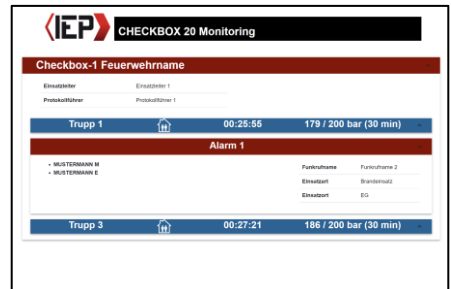 IEP CHECKBOX 20 Monitoring
Checkbox-1 Feuerwehrname
Einsatzleiter Einsatzleiter 1
Protokollführer Protokollführer 1
Trupp 1 00:25:55 179 / 200 bar (30 min)
Alarm 1
• MUSTERMANN M
• MUSTERMANN E
Funkrufname Funkrufname 2
Einsatzart Brandeinsatz
Einsatzort EG
Trupp 3 00:27:21 186 / 200 bar (30 min)